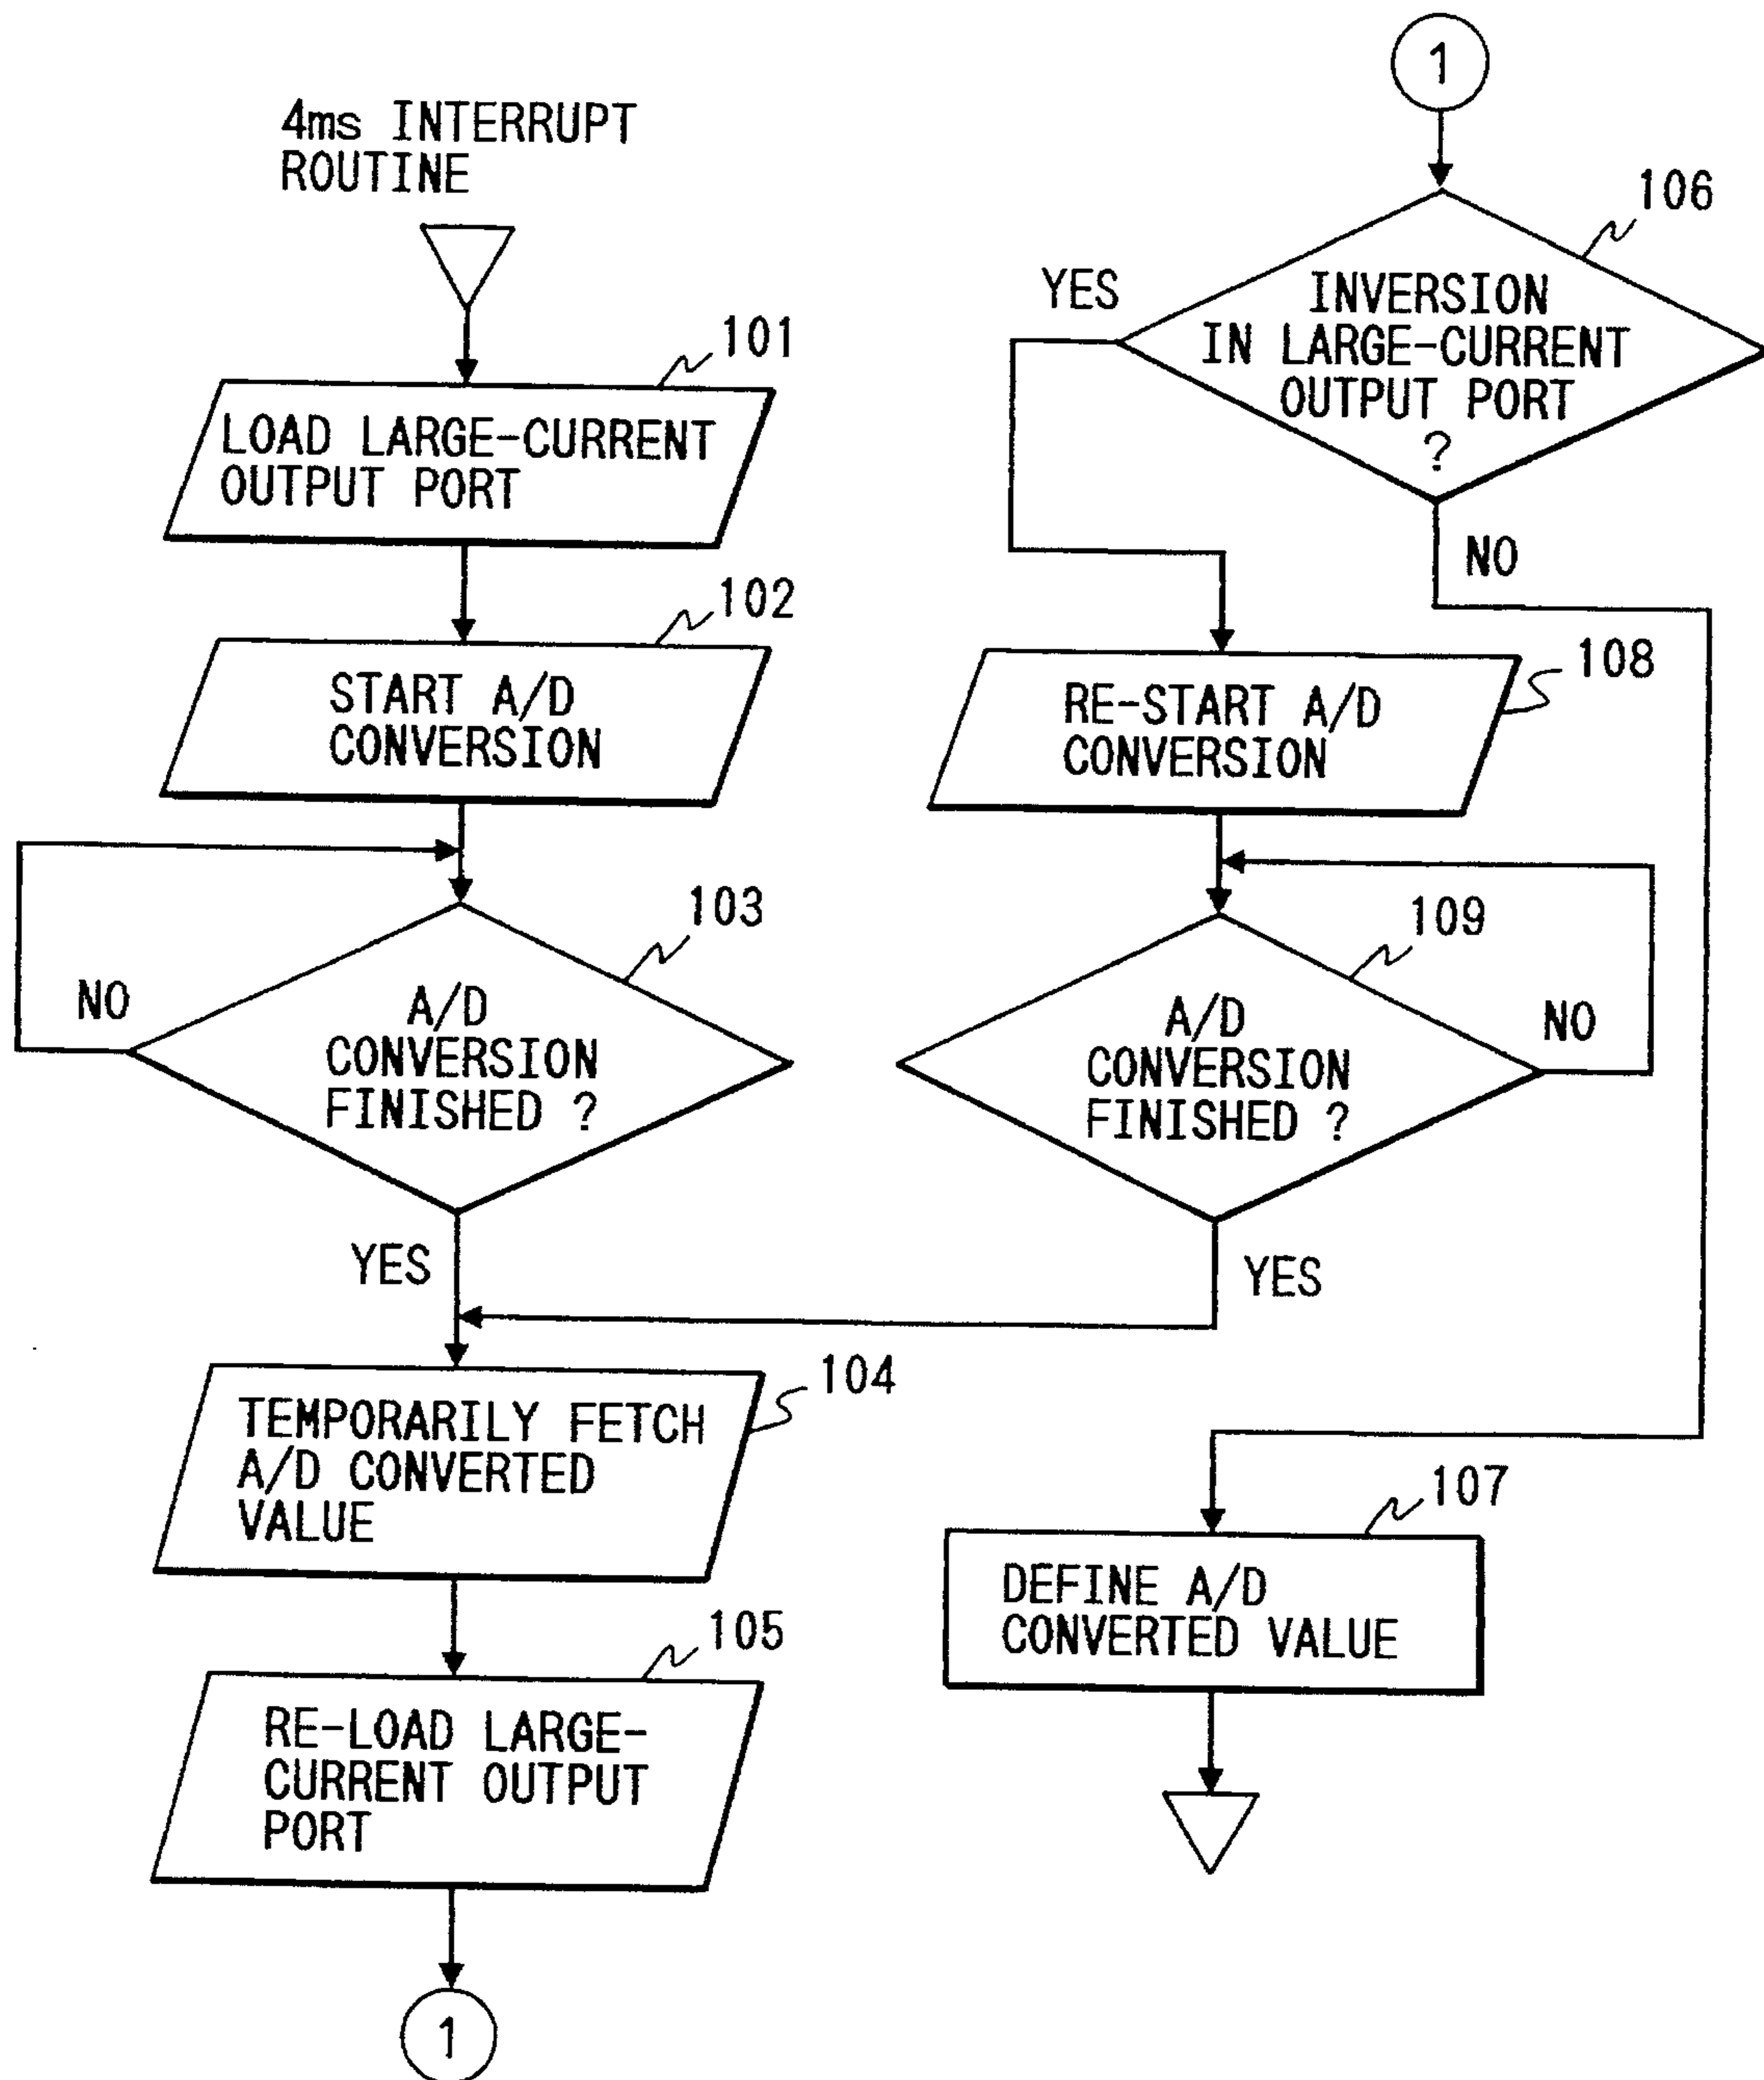 4ms INTERRUPT
ROUTINE
101
LOAD LARGE-CURRENT
OUTPUT PORT
102
START A/D
CONVERSION
103
A/D
CONVERSION
FINISHED ?
NO
YES
104
TEMPORARILY FETCH
A/D CONVERTED
VALUE
105
RE-LOAD LARGE-
CURRENT OUTPUT
PORT
1
1
106
INVERSION
IN LARGE-CURRENT
OUTPUT PORT
?
YES
NO
108
RE-START A/D
CONVERSION
109
A/D
CONVERSION
FINISHED ?
NO
YES
107
DEFINE A/D
CONVERTED VALUE